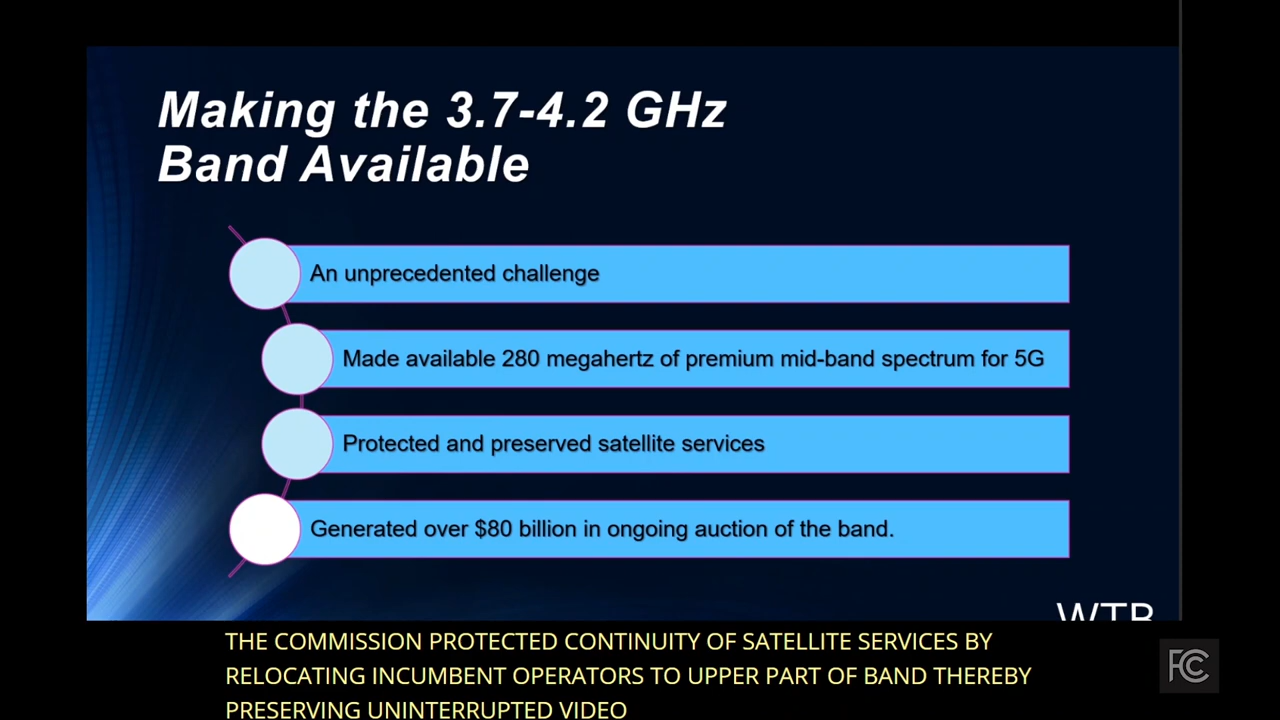 Making the 3.7-4.2 GHz
Band Available
An unprecedented challenge
Made available 280 megahertz of premium mid-band spectrum for 5G
Protected and preserved satellite services
Generated over $80 billion in ongoing auction of the band.
WTB
THE COMMISSION PROTECTED CONTINUITY OF SATELLITE SERVICES BY
RELOCATING INCUMBENT OPERATORS TO UPPER PART OF BAND THEREBY
PRESERVING UNINTERRUPTED VIDEO
FCC